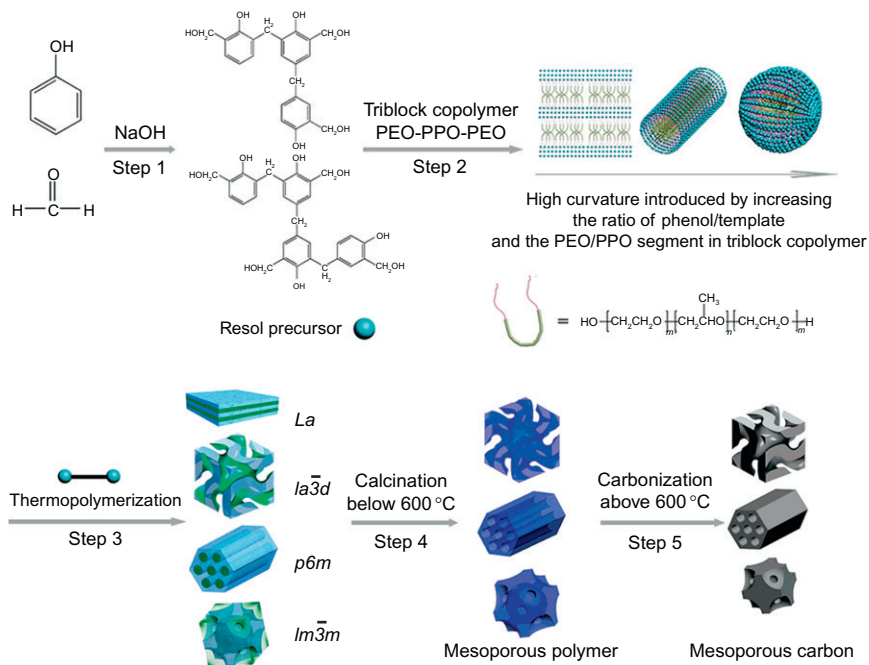 OH
NaOH
Step 1
O
H
C
H
OH
H2
C
OH
HOH2C
CH2OH
CH2
CH2OH
OH
OH
H2
C
OH
HOH2C
CH2OH
CH2
OH
HOH2C
C
H2
CH2OH
OH
Resol precursor
Triblock copolymer
PEO-PPO-PEO
Step 2
High curvature introduced by increasing
the ratio of phenol/template
and the PEO/PPO segment in triblock copolymer
CH3
= HO[CH2CH2O]m[CH2CHO]n[CH2CH2O]mH
Thermopolymerization
Step 3
La
Ia3̅d
p6m
Im3̅m
Calcination
below 600 °C
Step 4
Mesoporous polymer
Carbonization
above 600 °C
Step 5
Mesoporous carbon